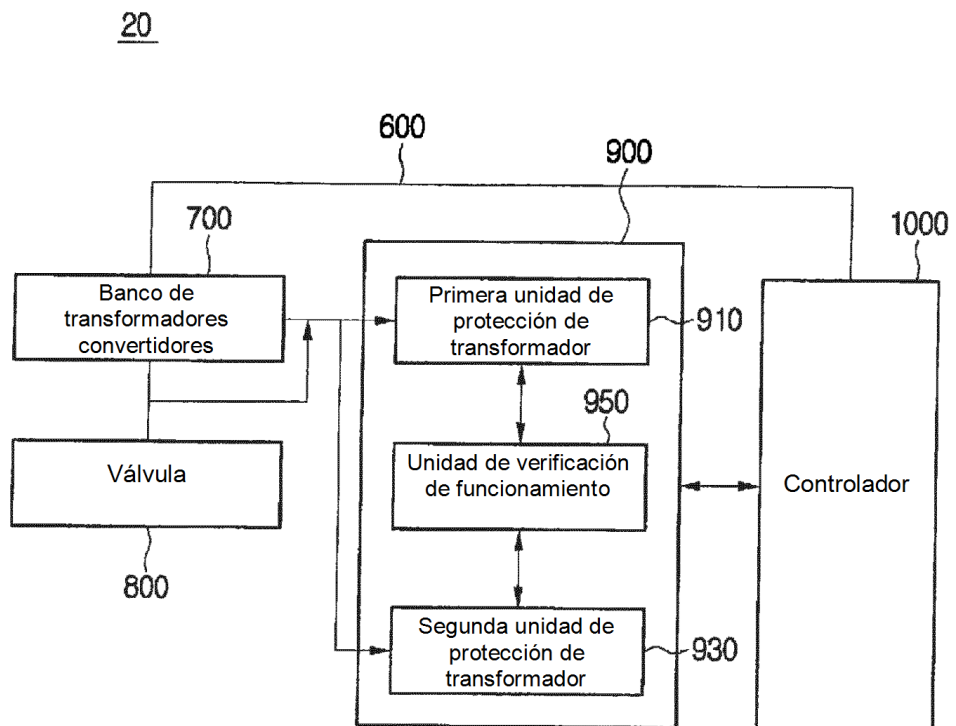 20
600
900
700
1000
Banco de
transformadores
convertidores
Primera unidad de
protección de
transformador
910
950
Válvula
Unidad de verificación
de funcionamiento
Controlador
800
Segunda unidad de
protección de
transformador
930